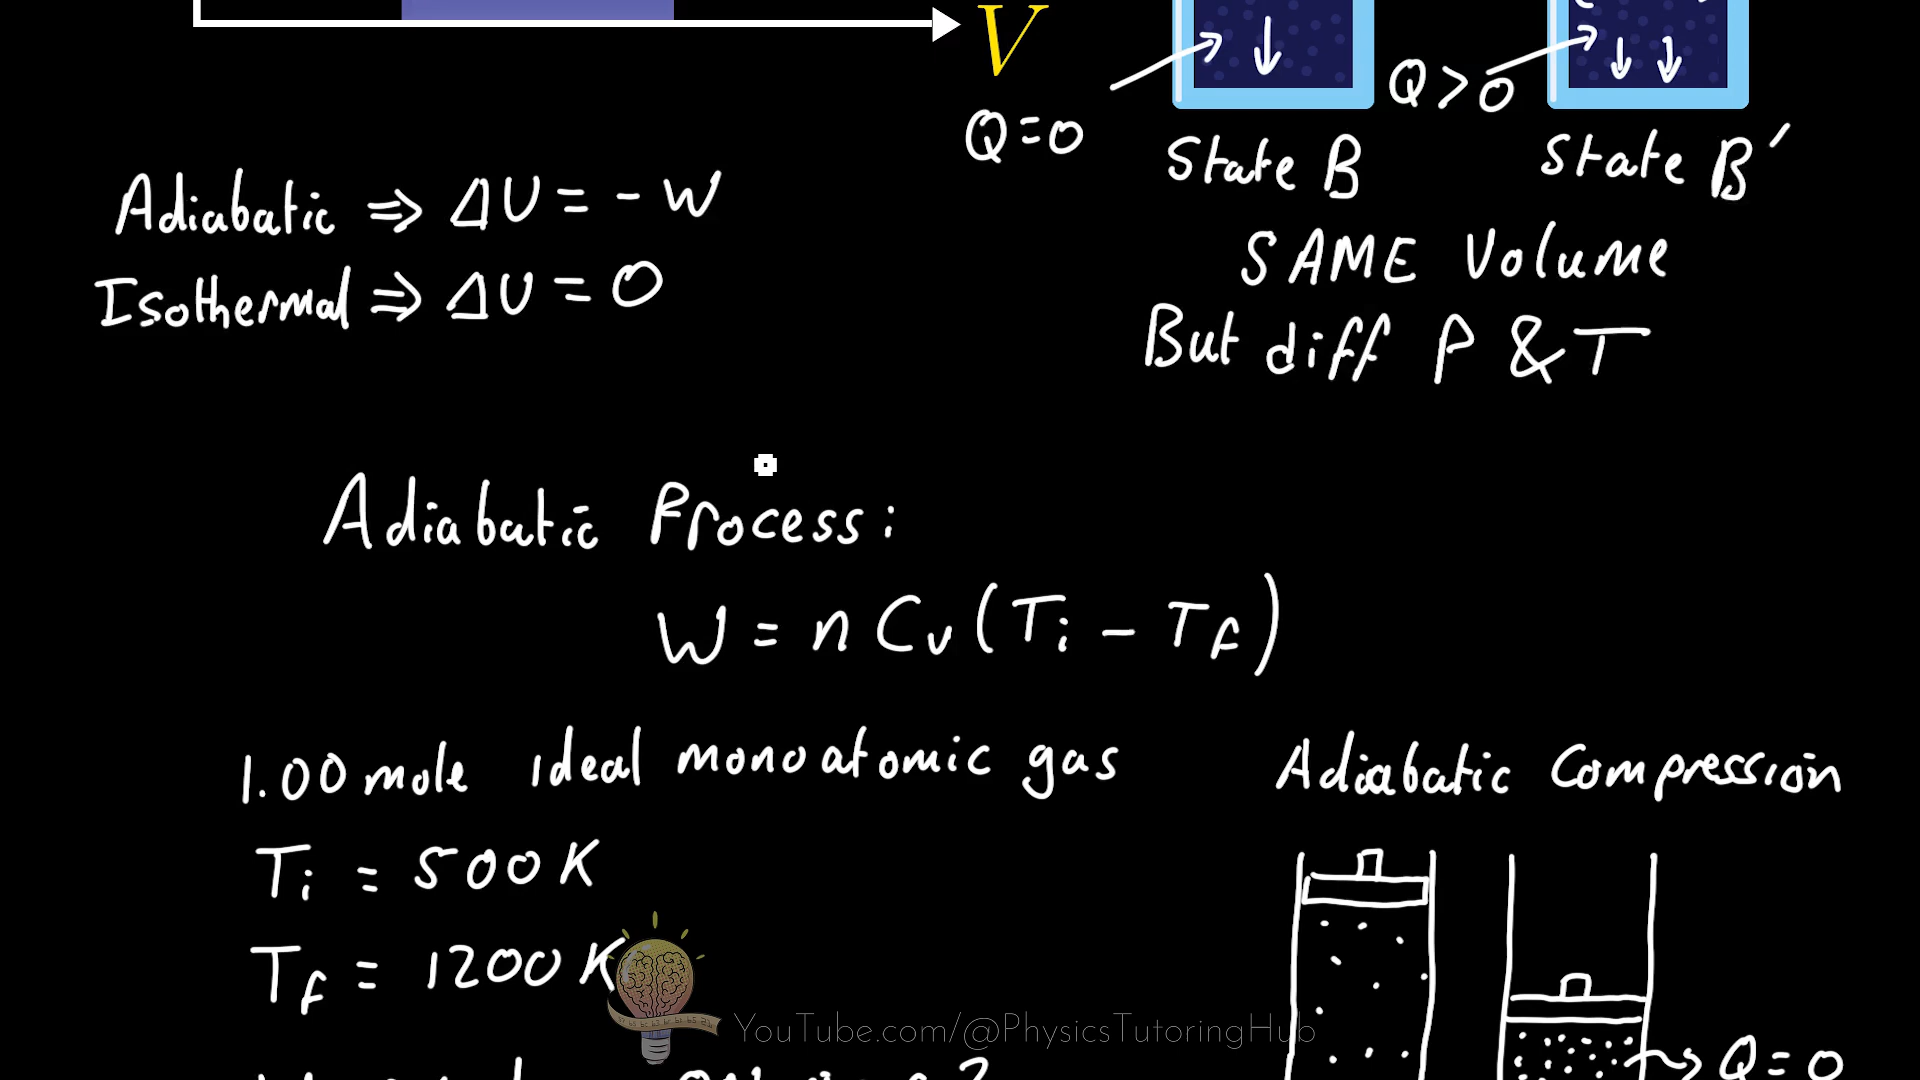 V
Q = 0
Q > 0
State B
State B'
Adiabatic ⇒ ΔU = - W
Isothermal ⇒ ΔU = 0
SAME Volume
But diff P & T
Adiabatic Process:
W = n Cv (Ti - Tf)
1.00 mole ideal monoatomic gas
Adiabatic Compression
Ti = 500 K
Tf = 1200 K
YouTube.com/@PhysicsTutoringHub
Q = 0